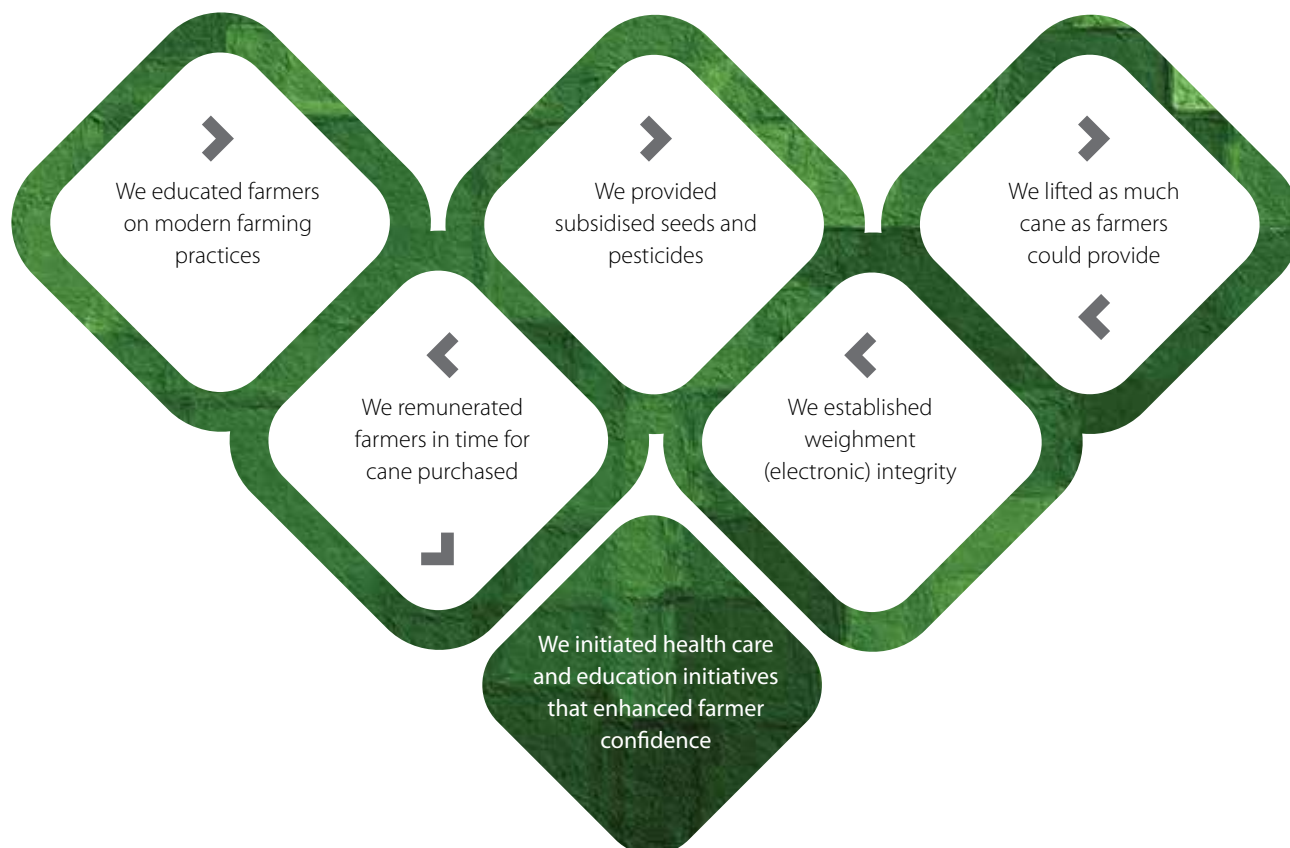 We educated farmers
on modern farming
practices
We provided
subsidised seeds and
pesticides
We lifted as much
cane as farmers
could provide
We established
weighment
(electronic) integrity
We remunerated
farmers in time for
cane purchased
We initiated health care
and education initiatives
that enhanced farmer
confidence